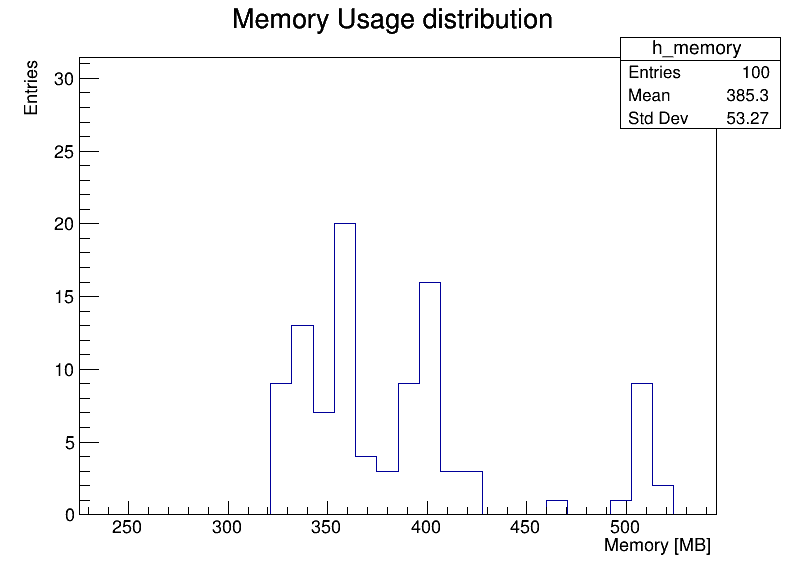 Memory Usage distribution
h_memory
Entries 100
Mean 385.3
Std Dev 53.27
Entries
30
25
20
15
10
5
0
250 300 350 400 450 500
Memory [MB]